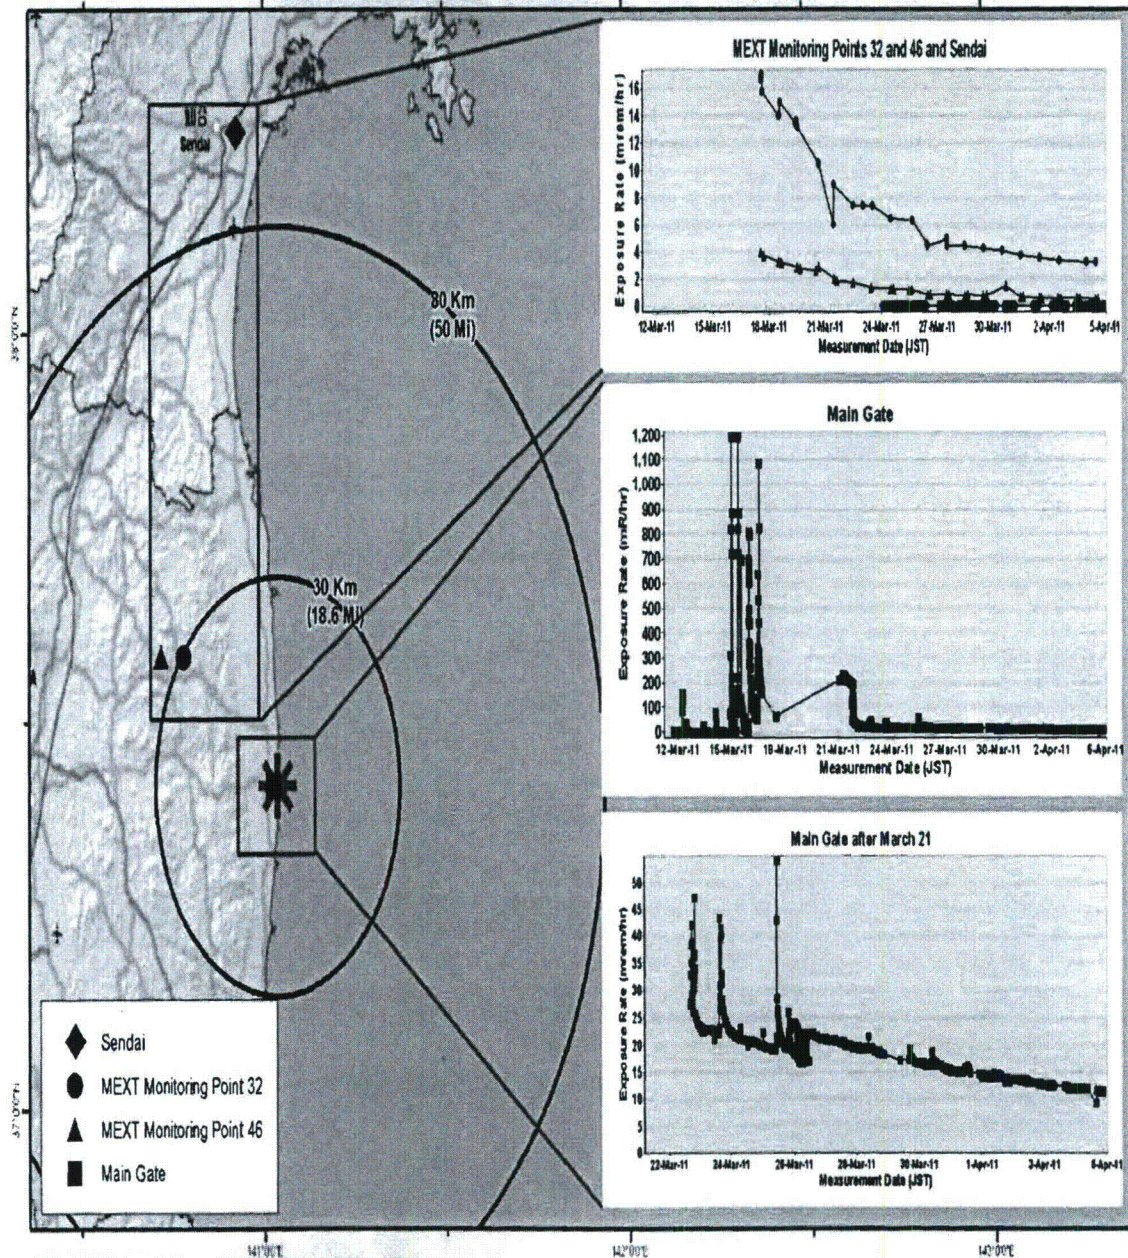 Sendai
80 Km
(50 Mi)
30 Km
(18.6 Mi)
Sendai
MEXT Monitoring Point 32
MEXT Monitoring Point 46
Main Gate
141°0'0"E
142°0'0"E
MEXT Monitoring Points 32 and 46 and Sendai
Exposure Rate (mrem/hr)
16
14
12
10
8
6
4
2
0
12-Mar-11 15-Mar-11 18-Mar-11 21-Mar-11 24-Mar-11 27-Mar-11 30-Mar-11 2-Apr-11 5-Apr-11
Measurement Date (JST)
Main Gate
Exposure Rate (mR/hr)
1,200
1,100
1,000
900
800
700
600
500
400
300
200
100
0
12-Mar-11 15-Mar-11 18-Mar-11 21-Mar-11 24-Mar-11 27-Mar-11 30-Mar-11 2-Apr-11 5-Apr-11
Measurement Date (JST)
Main Gate after March 21
Exposure Rate (mrem/hr)
50
45
40
35
30
25
20
15
10
5
0
22-Mar-11 24-Mar-11 26-Mar-11 28-Mar-11 30-Mar-11 1-Apr-11 3-Apr-11 5-Apr-11
Measurement Date (JST)